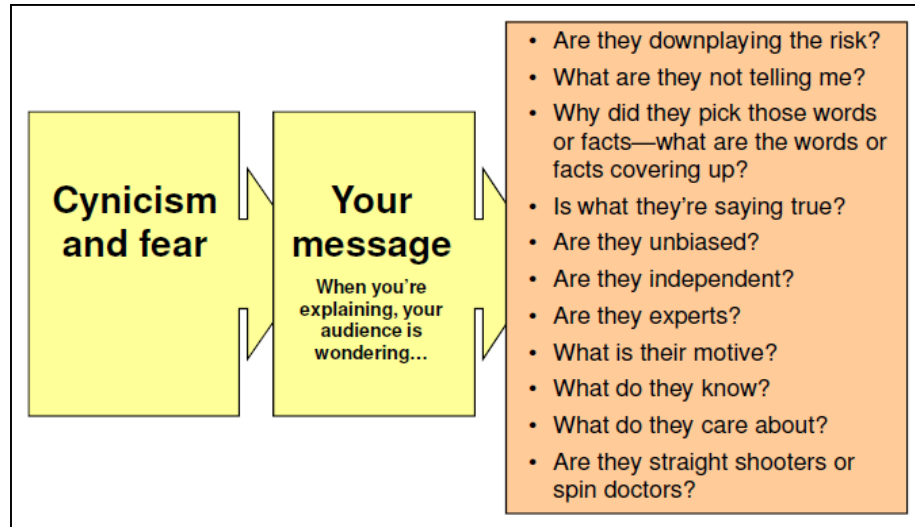 Cynicism
and fear
Your
message
When you're
explaining, your
audience is
wondering…
• Are they downplaying the risk?
• What are they not telling me?
• Why did they pick those words
or facts—what are the words or
facts covering up?
• Is what they're saying true?
• Are they unbiased?
• Are they independent?
• Are they experts?
• What is their motive?
• What do they know?
• What do they care about?
• Are they straight shooters or
spin doctors?